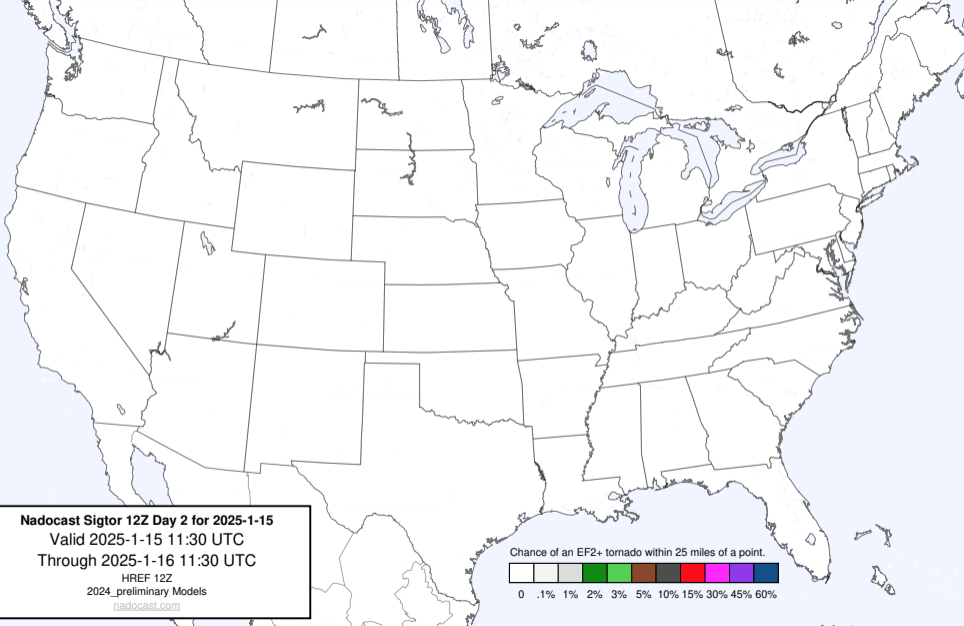 Nadocast Sigtor 12Z Day 2 for 2025-1-15
Valid 2025-1-15 11:30 UTC
Through 2025-1-16 11:30 UTC
HREF 12Z
2024_preliminary Models
nadocast.com
Chance of an EF2+ tornado within 25 miles of a point.
0 .1% 1% 2% 3% 5% 10% 15% 30% 45% 60%